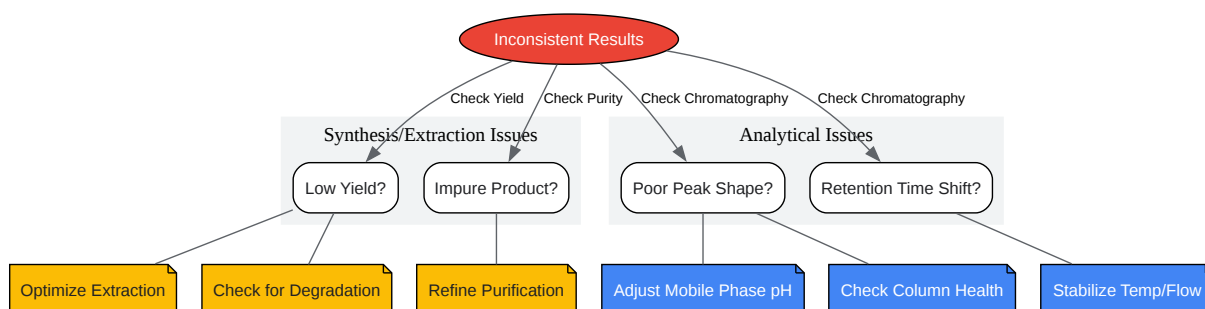 Inconsistent Results
Check Yield
Check Purity
Check Chromatography
Check Chromatography
Synthesis/Extraction Issues
Analytical Issues
Low Yield?
Impure Product?
Poor Peak Shape?
Retention Time Shift?
Optimize Extraction
Check for Degradation
Refine Purification
Adjust Mobile Phase pH
Check Column Health
Stabilize Temp/Flow